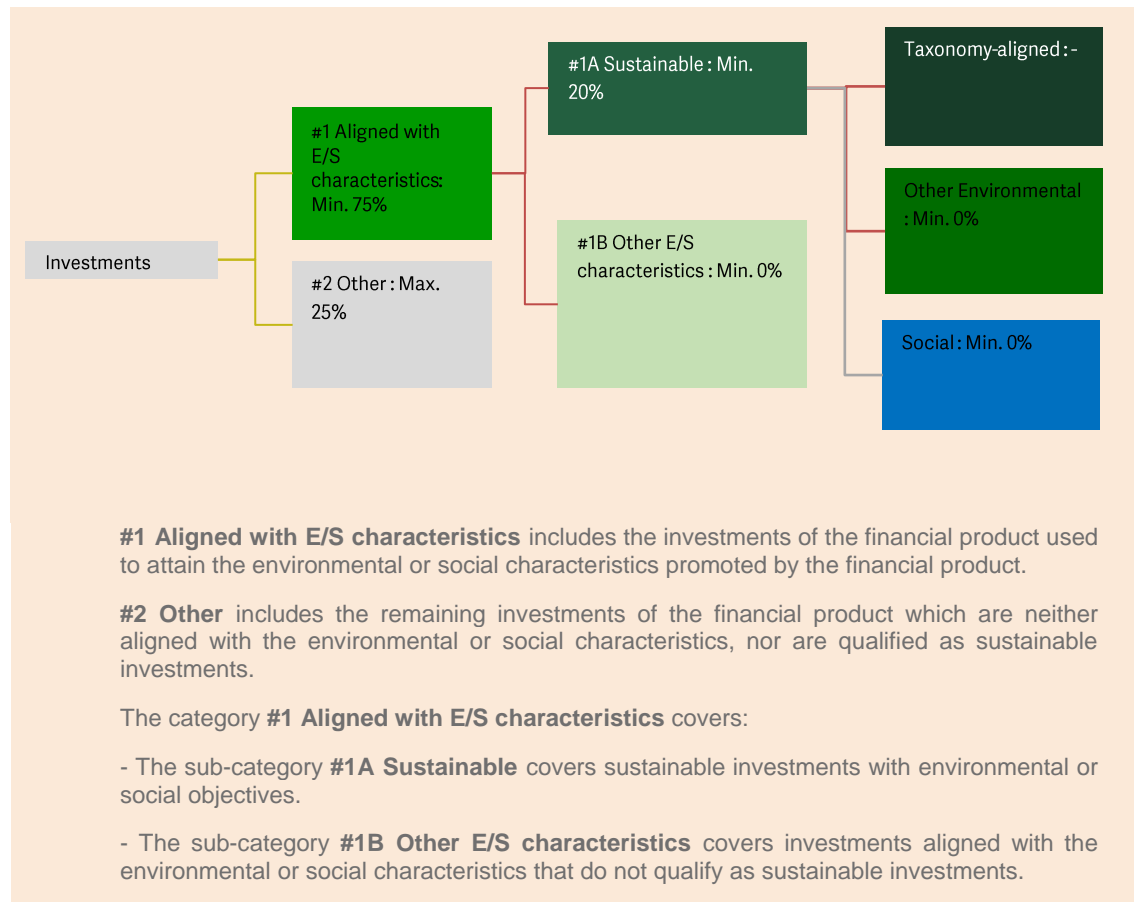 Investments
#1 Aligned with
E/S
characteristics:
Min. 75%
#2 Other : Max.
25%
#1A Sustainable : Min.
20%
#1B Other E/S
characteristics : Min. 0%
Taxonomy-aligned : -
Other Environmental
: Min. 0%
Social : Min. 0%
#1 Aligned with E/S characteristics includes the investments of the financial product used
to attain the environmental or social characteristics promoted by the financial product.
#2 Other includes the remaining investments of the financial product which are neither
aligned with the environmental or social characteristics, nor are qualified as sustainable
investments.
The category #1 Aligned with E/S characteristics covers:
- The sub-category #1A Sustainable covers sustainable investments with environmental or
social objectives.
- The sub-category #1B Other E/S characteristics covers investments aligned with the
environmental or social characteristics that do not qualify as sustainable investments.